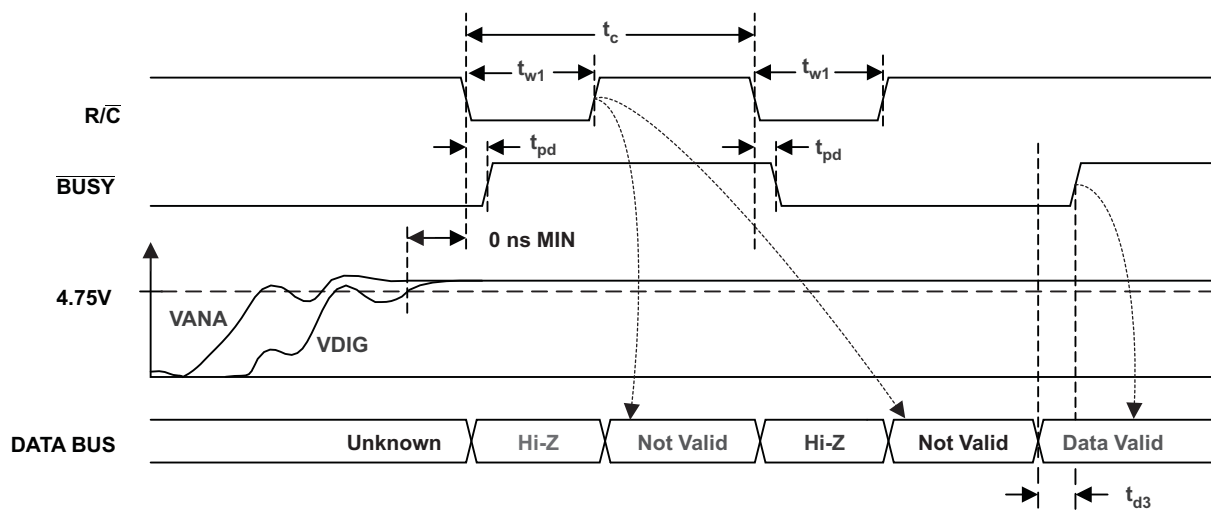 t_c
t_w1 t_w1
R/C̅
t_pd t_pd
B̅U̅S̅Y̅
0 ns MIN
4.75V
VANA
VDIG
DATA BUS Unknown Hi-Z Not Valid Hi-Z Not Valid Data Valid
t_d3